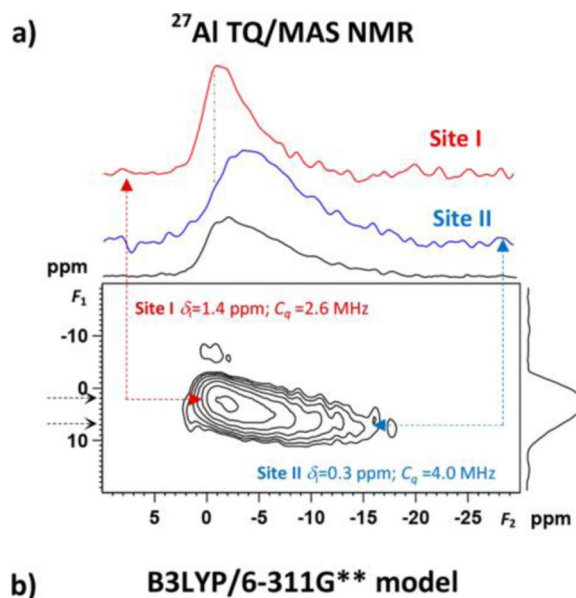 a) ²⁷Al TQ/MAS NMR
Site I
Site II
ppm
F₁
Site I δᵢ=1.4 ppm; C_q =2.6 MHz
-10
0
10
Site II δᵢ=0.3 ppm; C_q =4.0 MHz
5 0 -5 -10 -15 -20 -25 F₂ ppm
b) B3LYP/6-311G** model